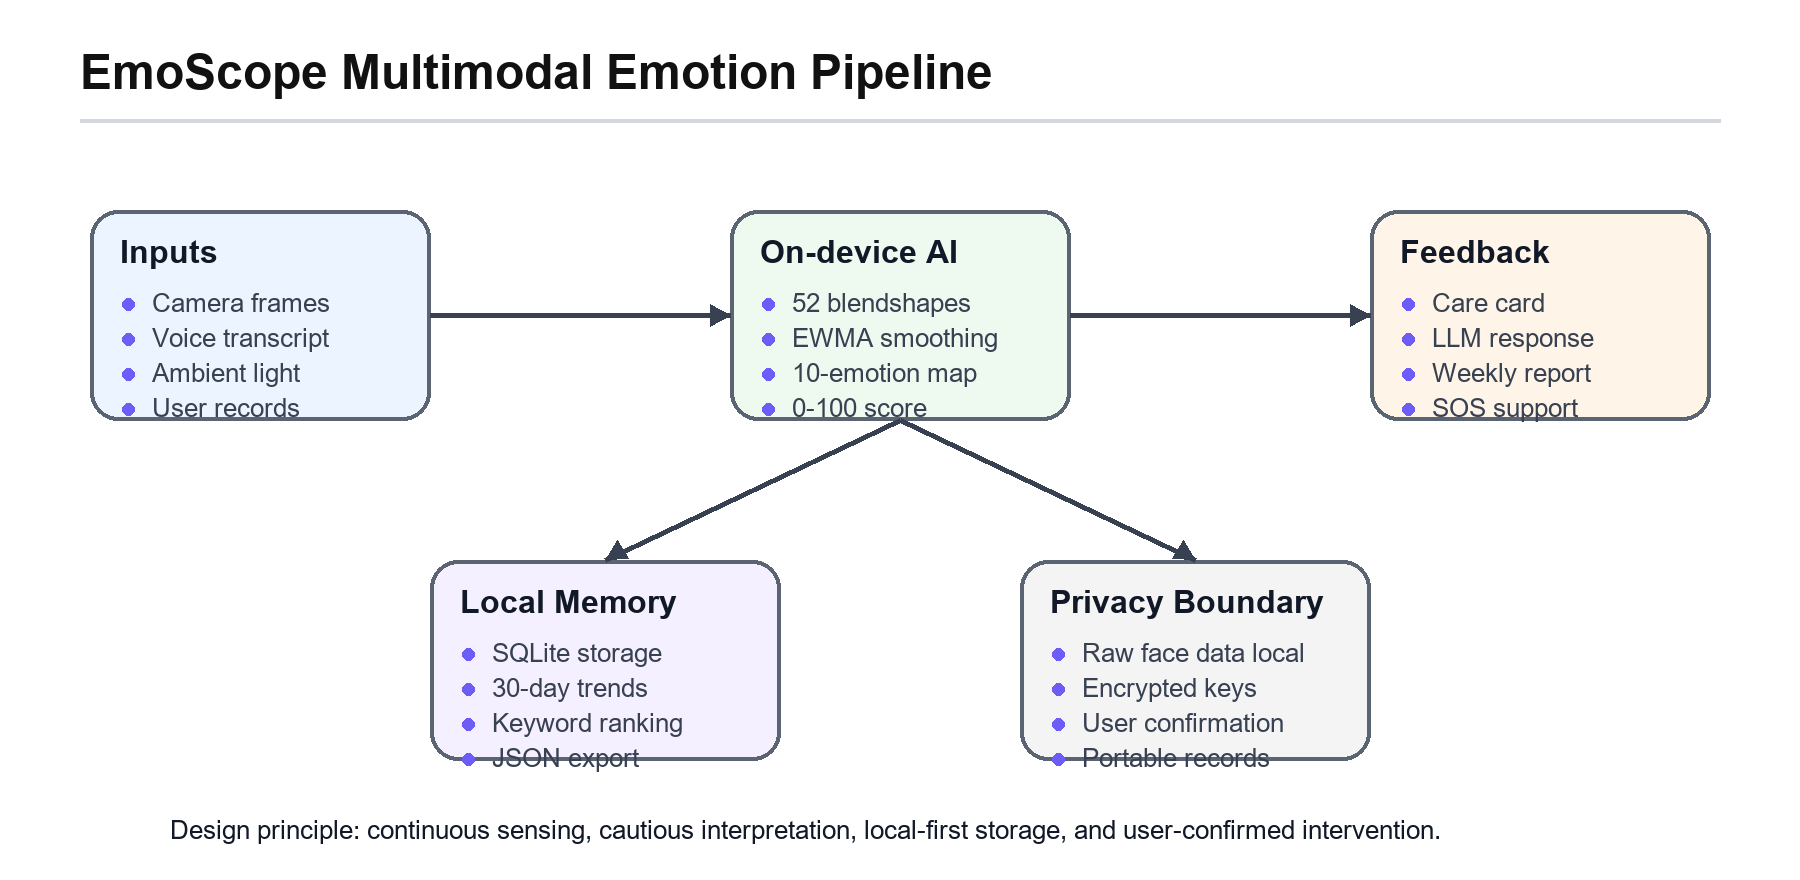 EmoScope Multimodal Emotion Pipeline
Inputs
Camera frames
Voice transcript
Ambient light
User records
On-device AI
52 blendshapes
EWMA smoothing
10-emotion map
0-100 score
Feedback
Care card
LLM response
Weekly report
SOS support
Local Memory
SQLite storage
30-day trends
Keyword ranking
JSON export
Privacy Boundary
Raw face data local
Encrypted keys
User confirmation
Portable records
Design principle: continuous sensing, cautious interpretation, local-first storage, and user-confirmed intervention.